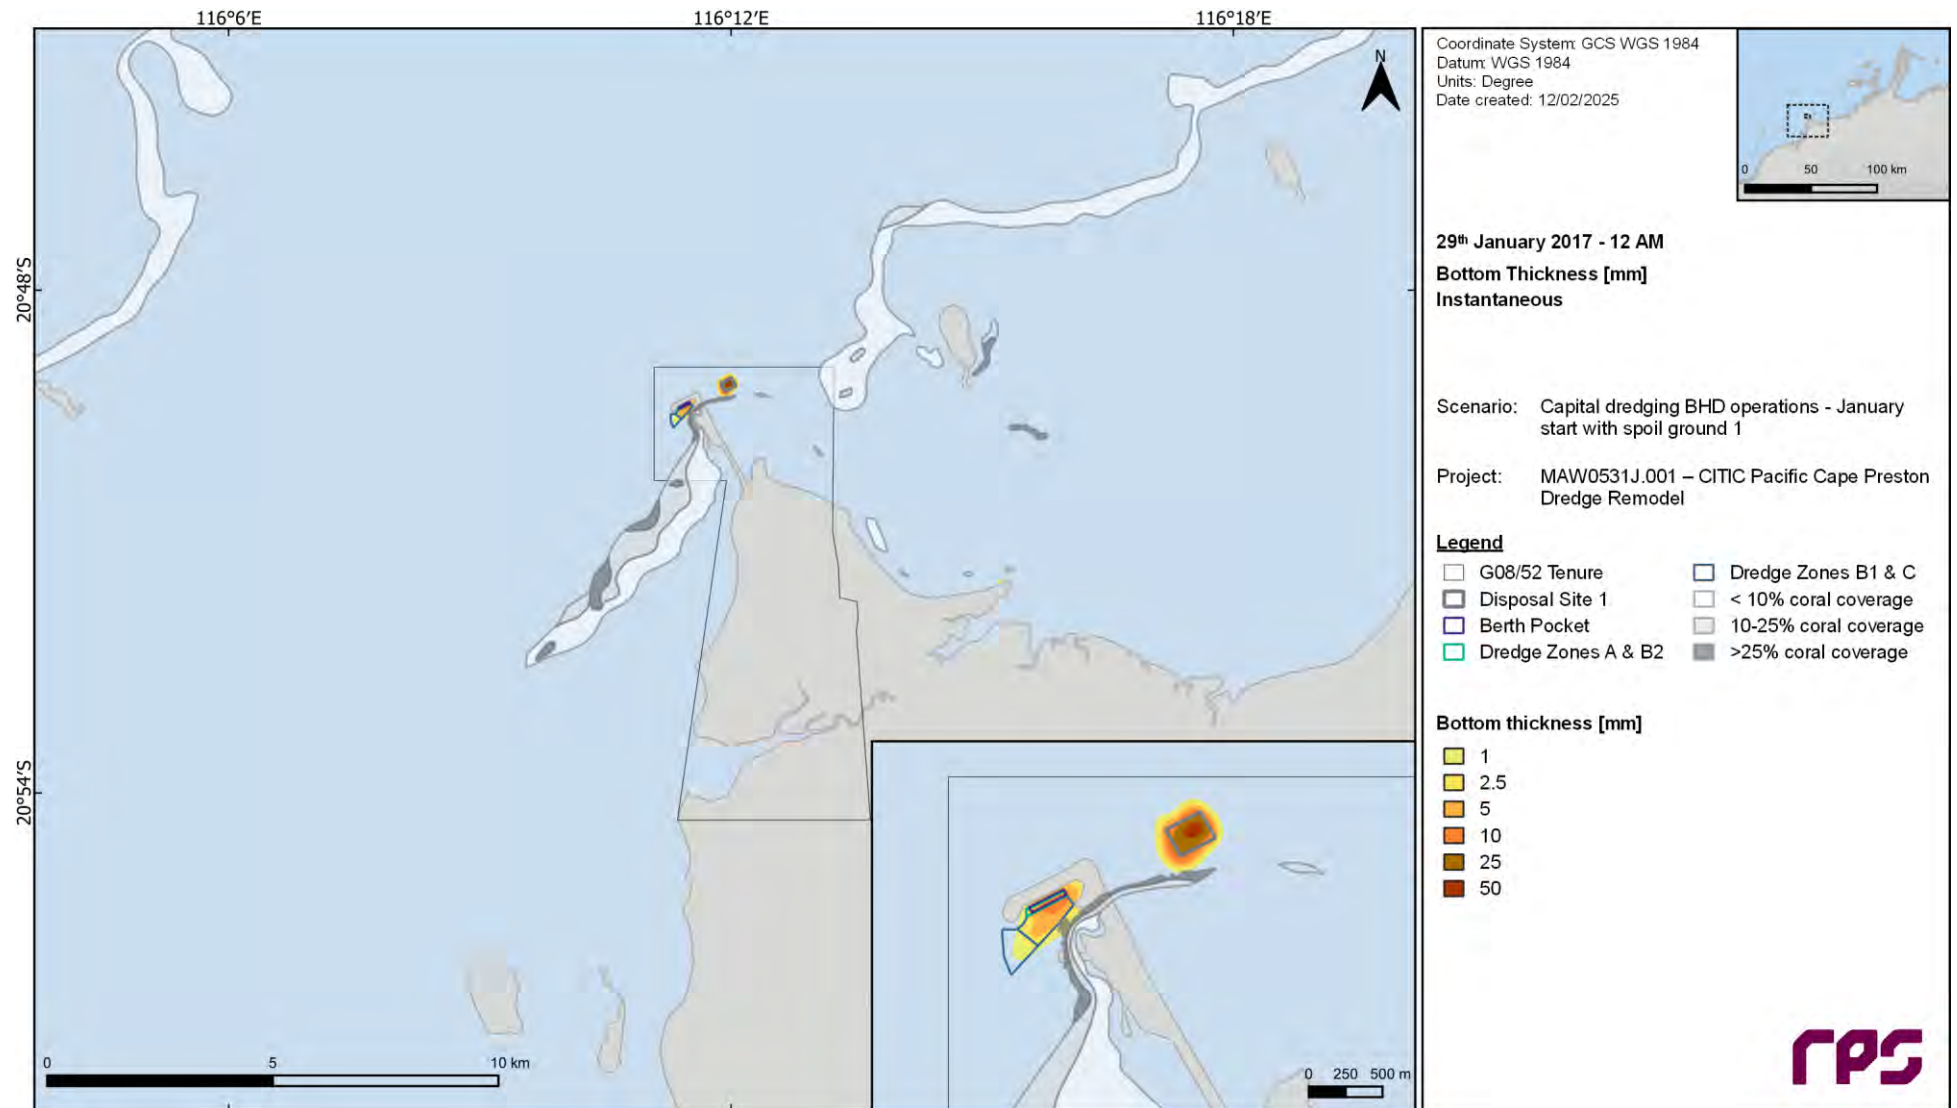 116°6′E
116°12′E
116°18′E
20°48′S
20°54′S
N
0 5 10 km
0 250 500 m
Coordinate System: GCS WGS 1984
Datum: WGS 1984
Units: Degree
Date created: 12/02/2025
0 50 100 km
29th January 2017 - 12 AM
Bottom Thickness [mm]
Instantaneous
Scenario: Capital dredging BHD operations - January
start with spoil ground 1
Project: MAW0531J.001 – CITIC Pacific Cape Preston
Dredge Remodel
Legend
G08/52 Tenure
Disposal Site 1
Berth Pocket
Dredge Zones A & B2
Dredge Zones B1 & C
< 10% coral coverage
10-25% coral coverage
>25% coral coverage
Bottom thickness [mm]
1
2.5
5
10
25
50
rps